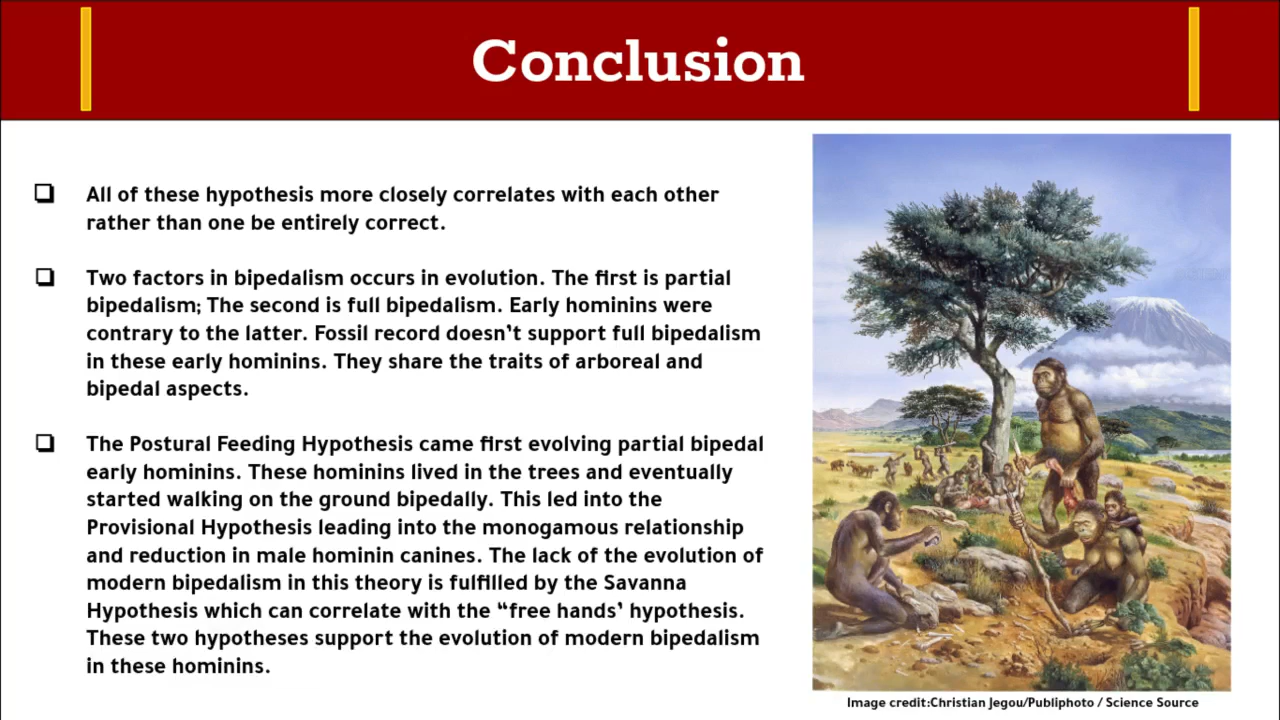 Conclusion
All of these hypothesis more closely correlates with each other
rather than one be entirely correct.
Two factors in bipedalism occurs in evolution. The first is partial
bipedalism; The second is full bipedalism. Early hominins were
contrary to the latter. Fossil record doesn't support full bipedalism
in these early hominins. They share the traits of arboreal and
bipedal aspects.
The Postural Feeding Hypothesis came first evolving partial bipedal
early hominins. These hominins lived in the trees and eventually
started walking on the ground bipedally. This led into the
Provisional Hypothesis leading into the monogamous relationship
and reduction in male hominin canines. The lack of the evolution of
modern bipedalism in this theory is fulfilled by the Savanna
Hypothesis which can correlate with the “free hands’ hypothesis.
These two hypotheses support the evolution of modern bipedalism
in these hominins.
Image credit:Christian Jegou/Publiphoto / Science Source